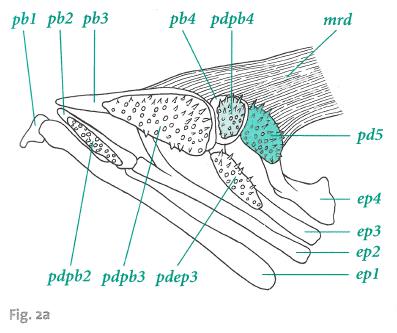 pb1 pb2 pb3 pb4 pdpb4 mrd
pd5
ep4
ep3
ep2
pdpb2 pdpb3 pdep3 ep1
Fig. 2a